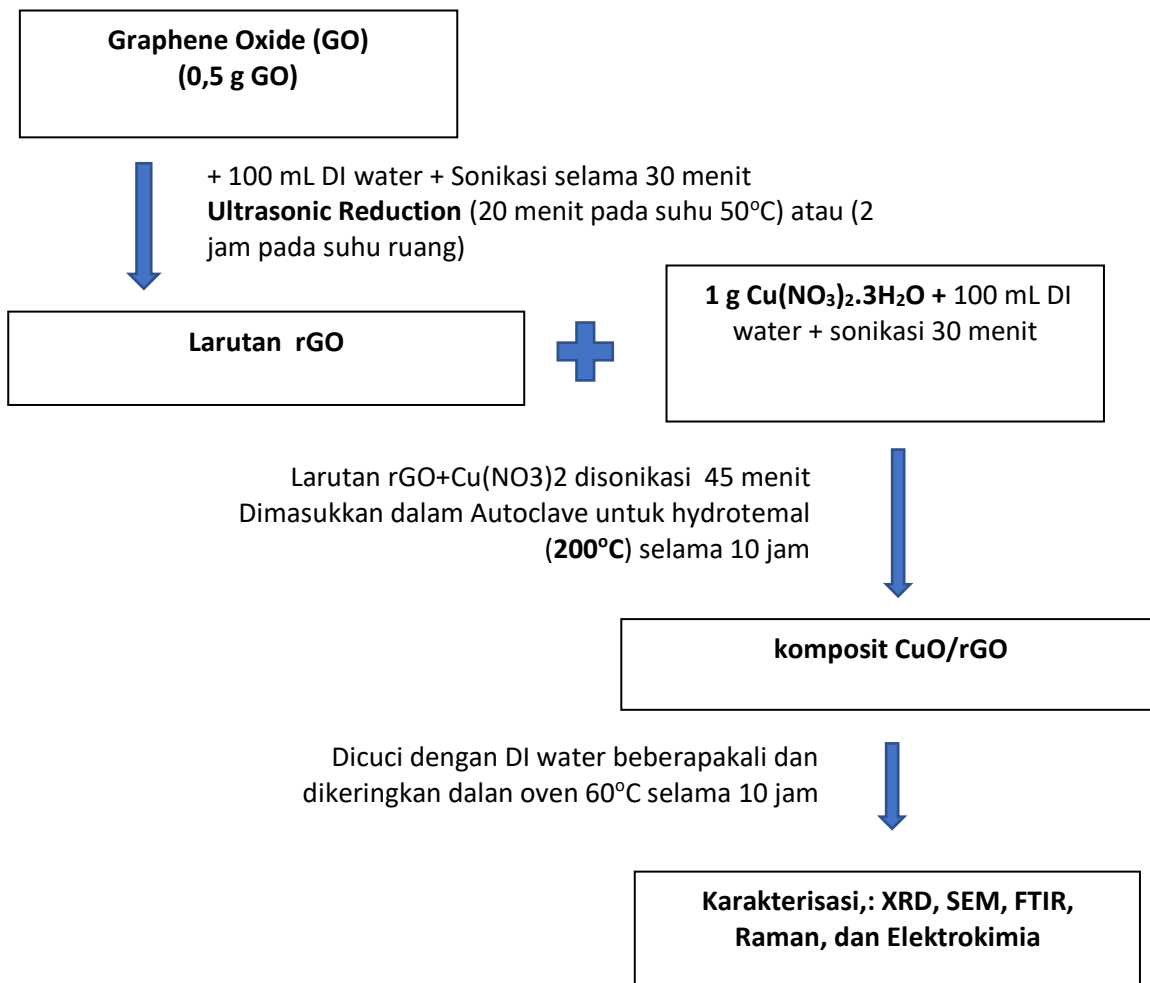 Graphene Oxide (GO)
(0,5 g GO)
+ 100 mL DI water + Sonikasi selama 30 menit
Ultrasonic Reduction (20 menit pada suhu 50°C) atau (2
jam pada suhu ruang)
Larutan rGO
1 g Cu(NO₃)₂.3H₂O + 100 mL DI
water + sonikasi 30 menit
Larutan rGO+Cu(NO3)2 disonikasi 45 menit
Dimasukkan dalam Autoclave untuk hydrotemal
(200°C) selama 10 jam
komposit CuO/rGO
Dicuci dengan DI water beberapakali dan
dikeringkan dalan oven 60°C selama 10 jam
Karakterisasi,: XRD, SEM, FTIR,
Raman, dan Elektrokimia